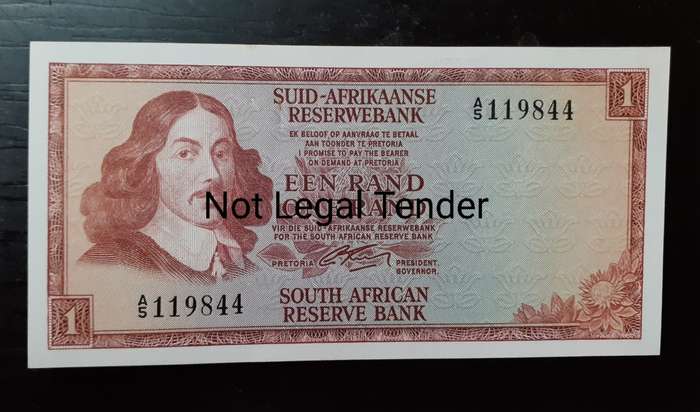 SUID-AFRIKAANSE
RESERWEBANK
A/5 119844
1
EK BELOOF OP AANVRAAG TE BETAAL
AAN TOONDER TE PRETORIA
I PROMISE TO PAY THE BEARER
ON DEMAND AT PRETORIA
EEN RAND
Not Legal Tender
VIR DIE SUID-AFRIKAANSE RESERWEBANK
FOR THE SOUTH AFRICAN RESERVE BANK
PRETORIA
PRESIDENT.
GOVERNOR.
A/5 119844
1
SOUTH AFRICAN
RESERVE BANK